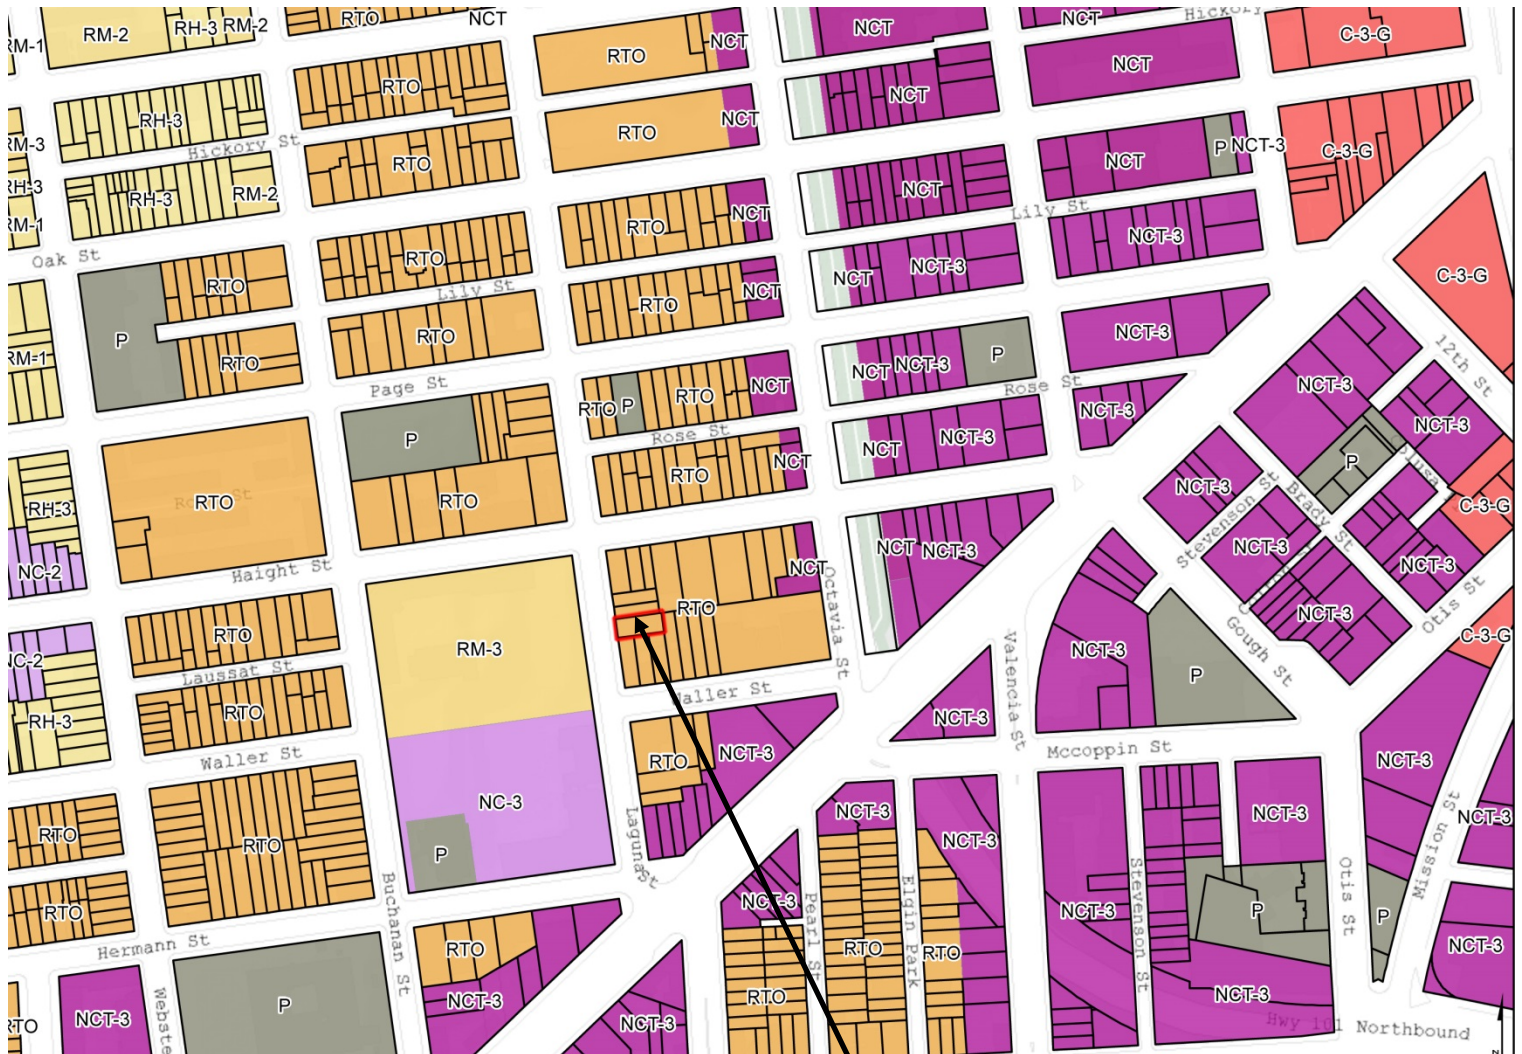 RTO
NCT
NCT
Hickory
RM-1
RM-2
RH-3
RM-2
RTO
NCT
NCT
NCT
C-3-G
RTO
NCT
RM-3
RH-3
Hickory St
RTO
RTO
NCT
NCT
NCT
P
NCT-3
C-3-G
RH-3
RM-1
RH-3
RM-2
RTO
NCT
NCT
Lily St
NCT-3
Oak St
RTO
RTO
Lily St
RTO
NCT
NCT
NCT-3
C-3-G
P
RTO
RM-1
RTO
Page St
RTO
P
RTO
NCT
NCT
NCT-3
P
Rose St
NCT-3
NCT-3
12th St
NCT-3
NCT-3
P
Rose St
RTO
NCT
NCT
NCT-3
P
RH-3
RTO
RTO
NCT-3
Stevenson St
Brady St
C-3-G
NC-2
Haight St
NCT
NCT
NCT-3
NCT-3
NCT-3
Otis St
RTO
RTO
Octavia St
Gough St
NCT-3
C-3-G
NC-2
Laussat St
RM-3
Valencia St
NCT-3
P
RH-3
RTO
Waller St
NCT-3
Waller St
RTO
NCT-3
Mccoppin St
NCT-3
NC-3
NCT-3
NCT-3
NCT-3
NCT-3
Mission St
RTO
RTO
P
Laguna St
NCT-3
Pearl St
Elgin Park
NCT-3
Stevenson St
P
Otis St
P
RTO
Hermann St
Buchanan St
RTO
RTO
RTO
NCT-3
RTO
NCT-3
P
NCT-3
RTO
NCT-3
NCT-3
Webste
Hwy 101 Northbound